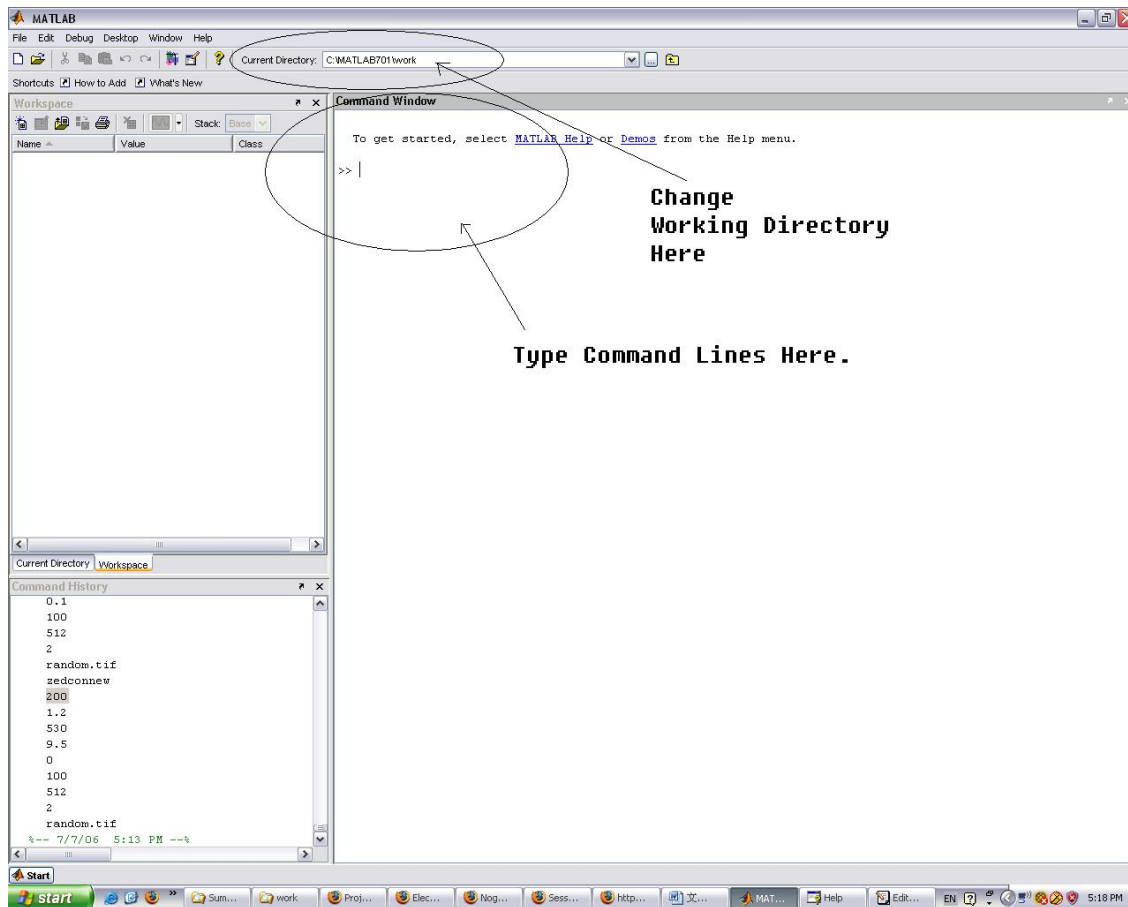 MATLAB
File Edit Debug Desktop Window Help
Current Directory: C:\MATLAB701\work
Shortcuts How to Add What's New
Workspace
Stack: Base
Name Value Class
Command Window
To get started, select MATLAB Help or Demos from the Help menu.
>>
Change
Working Directory
Here
Type Command Lines Here.
Current Directory Workspace
Command History
0.1
100
512
2
random.tif
zedconnew
200
1.2
530
9.5
0
100
512
2
random.tif
%-- 7/7/06 5:13 PM --%
Start
start Sum... work Proj... Elec... Nog... Sess... http... 文... MAT... Help Edit... EN 5:18 PM